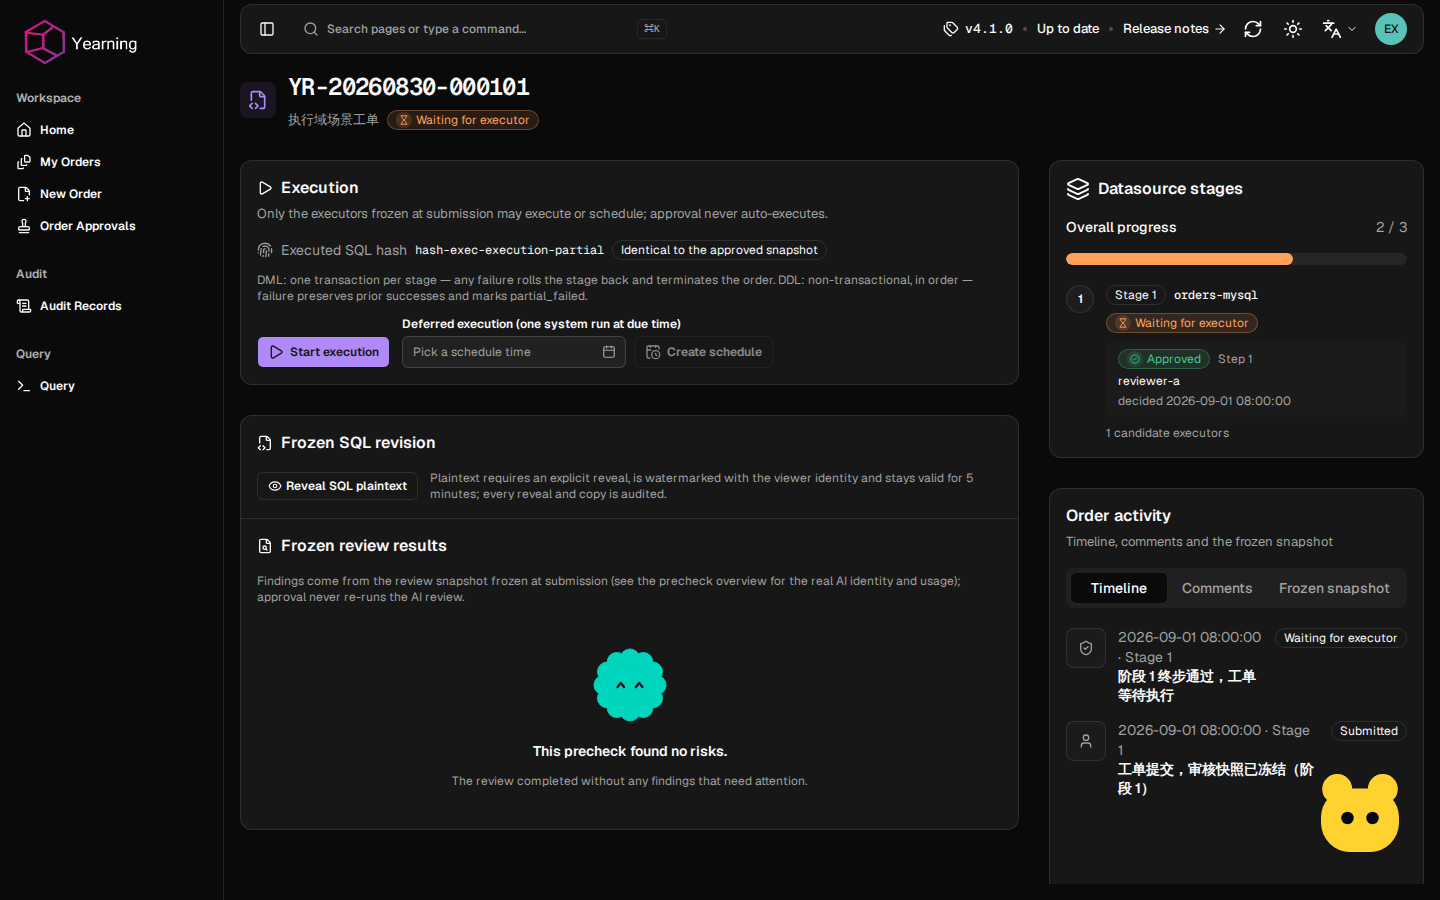 Yearning
Search pages or type a command...
⌘K
v4.1.0 • Up to date • Release notes →
EX
Workspace
Home
My Orders
New Order
Order Approvals
Audit
Audit Records
Query
Query
YR-20260830-000101
执行域场景工单
Waiting for executor
Execution
Only the executors frozen at submission may execute or schedule; approval never auto-executes.
Executed SQL hash hash-exec-execution-partial Identical to the approved snapshot
DML: one transaction per stage — any failure rolls the stage back and terminates the order. DDL: non-transactional, in order —
failure preserves prior successes and marks partial_failed.
Deferred execution (one system run at due time)
Start execution
Pick a schedule time
Create schedule
Frozen SQL revision
Reveal SQL plaintext
Plaintext requires an explicit reveal, is watermarked with the viewer identity and stays valid for 5
minutes; every reveal and copy is audited.
Frozen review results
Findings come from the review snapshot frozen at submission (see the precheck overview for the real AI identity and usage);
approval never re-runs the AI review.
This precheck found no risks.
The review completed without any findings that need attention.
Datasource stages
Overall progress 2 / 3
1
Stage 1 orders-mysql
Waiting for executor
Approved Step 1
reviewer-a
decided 2026-09-01 08:00:00
1 candidate executors
Order activity
Timeline, comments and the frozen snapshot
Timeline Comments Frozen snapshot
2026-09-01 08:00:00
· Stage 1
Waiting for executor
阶段 1 终步通过，工单
等待执行
2026-09-01 08:00:00 · Stage
1
Submitted
工单提交，审核快照已冻结（阶
段 1）